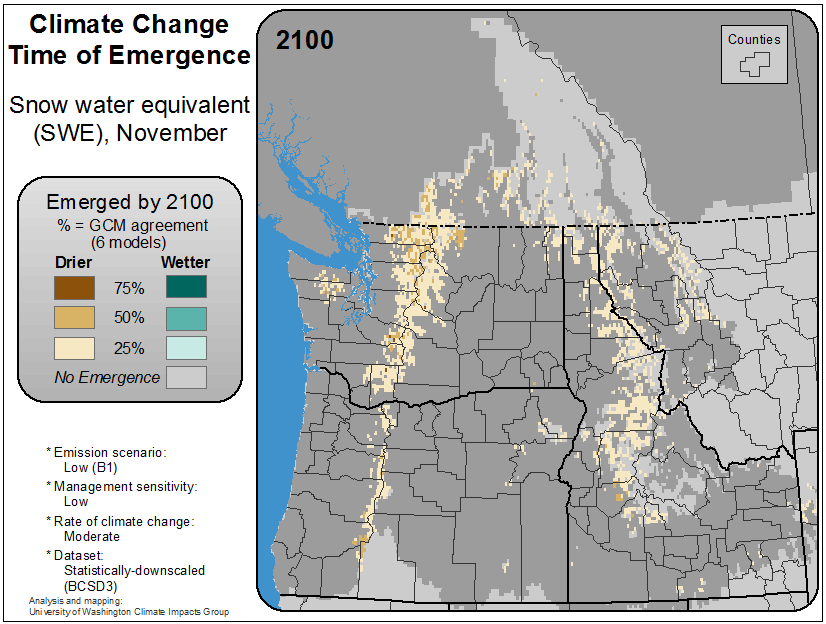 Climate Change
Time of Emergence
Snow water equivalent
(SWE), November
Emerged by 2100
% = GCM agreement
(6 models)
Drier Wetter
75%
50%
25%
No Emergence
* Emission scenario:
Low (B1)
* Management sensitivity:
Low
* Rate of climate change:
Moderate
* Dataset:
Statistically-downscaled
(BCSD3)
Analysis and mapping:
University of Washington Climate Impacts Group
2100
Counties